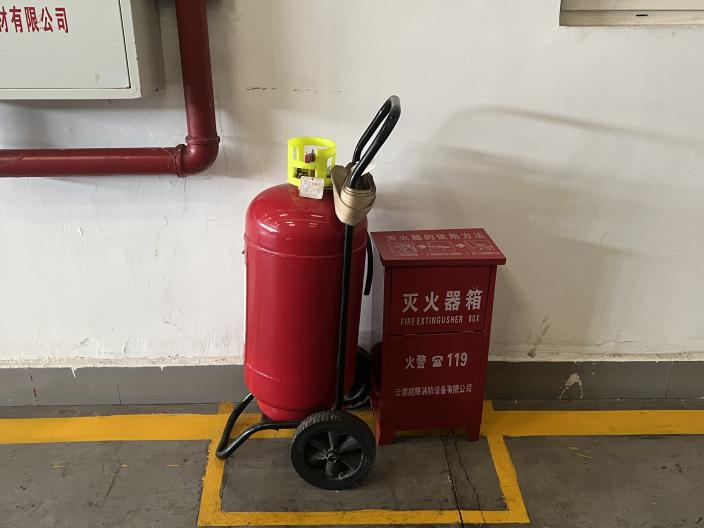 材有限公司
灭火器的使用方法
灭火器箱
FIRE EXTINGUSHER BOX
火警 ☎ 119
云南超腾消防设备有限公司